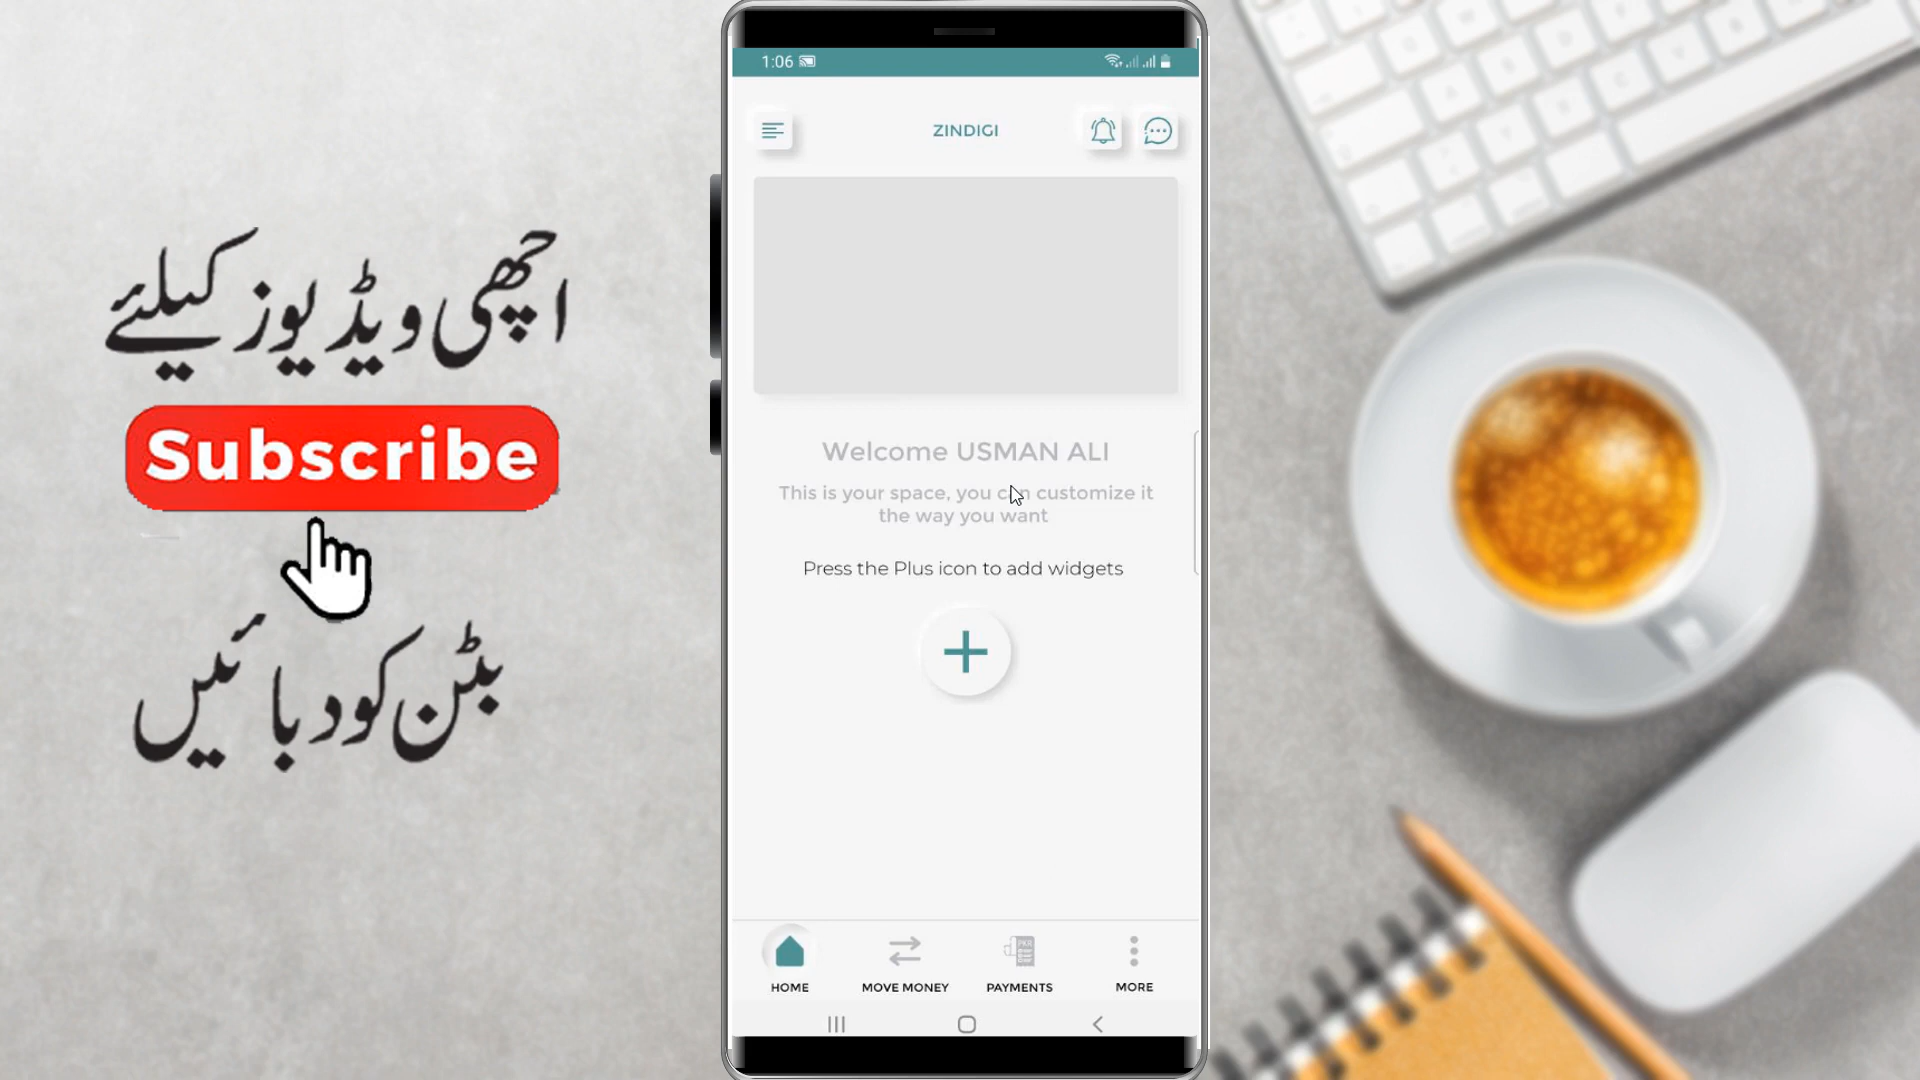 اچھی ویڈیوز کیلئے
Subscribe
بٹن کو دبائیں
1:06
ZINDIGI
Welcome USMAN ALI
This is your space, you can customize it
the way you want
Press the Plus icon to add widgets
HOME
MOVE MONEY
PAYMENTS
MORE